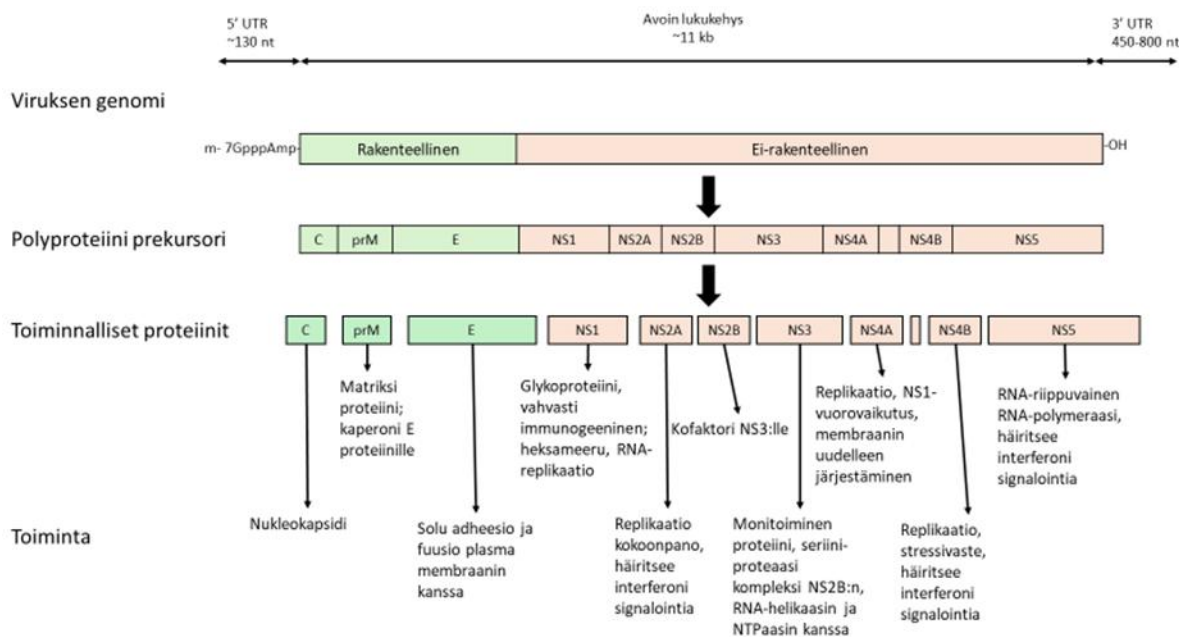 5' UTR
~130 nt
Avoin lukukehys
~11 kb
3' UTR
450-800 nt
Viruksen genomi
m- 7GpppAmp-
Rakenteellinen
Ei-rakenteellinen
-OH
Polyproteiini prekursori
C
prM
E
NS1
NS2A
NS2B
NS3
NS4A
NS4B
NS5
Toiminnalliset proteiinit
C
prM
E
NS1
NS2A
NS2B
NS3
NS4A
NS4B
NS5
Matriksi
proteiini;
kaperoni E
proteiinille
Glykoproteiini,
vahvasti
immunogeeninen;
heksameeru, RNA-
replikaatio
Kofaktori NS3:lle
Replikaatio, NS1-
vuorovaikutus,
membraanin
uudelleen
järjestäminen
RNA-riippuvainen
RNA-polymeraasi,
häiritsee
interferoni
signalointia
Toiminta
Nukleokapsidi
Solu adheesio ja
fuusio plasma
membraanin
kanssa
Replikaatio
kokoonpano,
häiritsee
interferoni
signalointia
Monitoiminen
proteiini, seriini-
proteaasi
kompleksi NS2B:n,
RNA-helikaasin ja
NTPaasin kanssa
Replikaatio,
stressivaste,
häiritsee
interferoni
signalointia